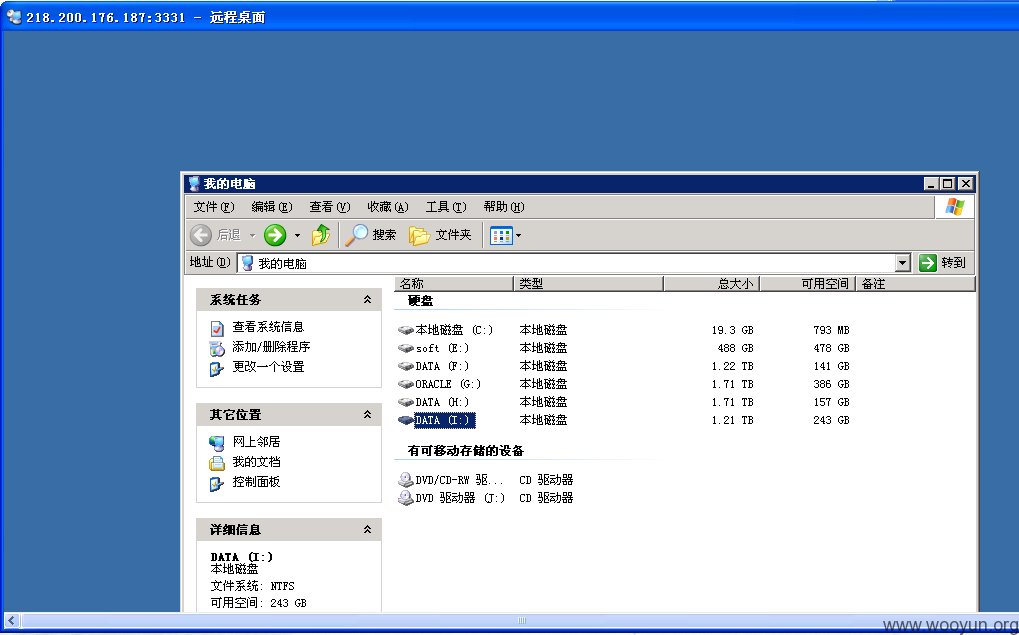 218.200.176.187:3331 - 远程桌面
我的电脑
文件(F) 编辑(E) 查看(V) 收藏(A) 工具(T) 帮助(H)
后退 搜索 文件夹
地址(D) 我的电脑 转到
系统任务
查看系统信息
添加/删除程序
更改一个设置
其它位置
网上邻居
我的文档
控制面板
详细信息
DATA (I:)
本地磁盘
文件系统: NTFS
可用空间: 243 GB
名称 类型 总大小 可用空间 备注
硬盘
本地磁盘 (C:) 本地磁盘 19.3 GB 793 MB
soft (E:) 本地磁盘 488 GB 478 GB
DATA (F:) 本地磁盘 1.22 TB 141 GB
ORACLE (G:) 本地磁盘 1.71 TB 386 GB
DATA (H:) 本地磁盘 1.71 TB 157 GB
DATA (I:) 本地磁盘 1.21 TB 243 GB
有可移动存储的设备
DVD/CD-RW 驱... CD 驱动器
DVD 驱动器 (J:) CD 驱动器
www.wooyun.org